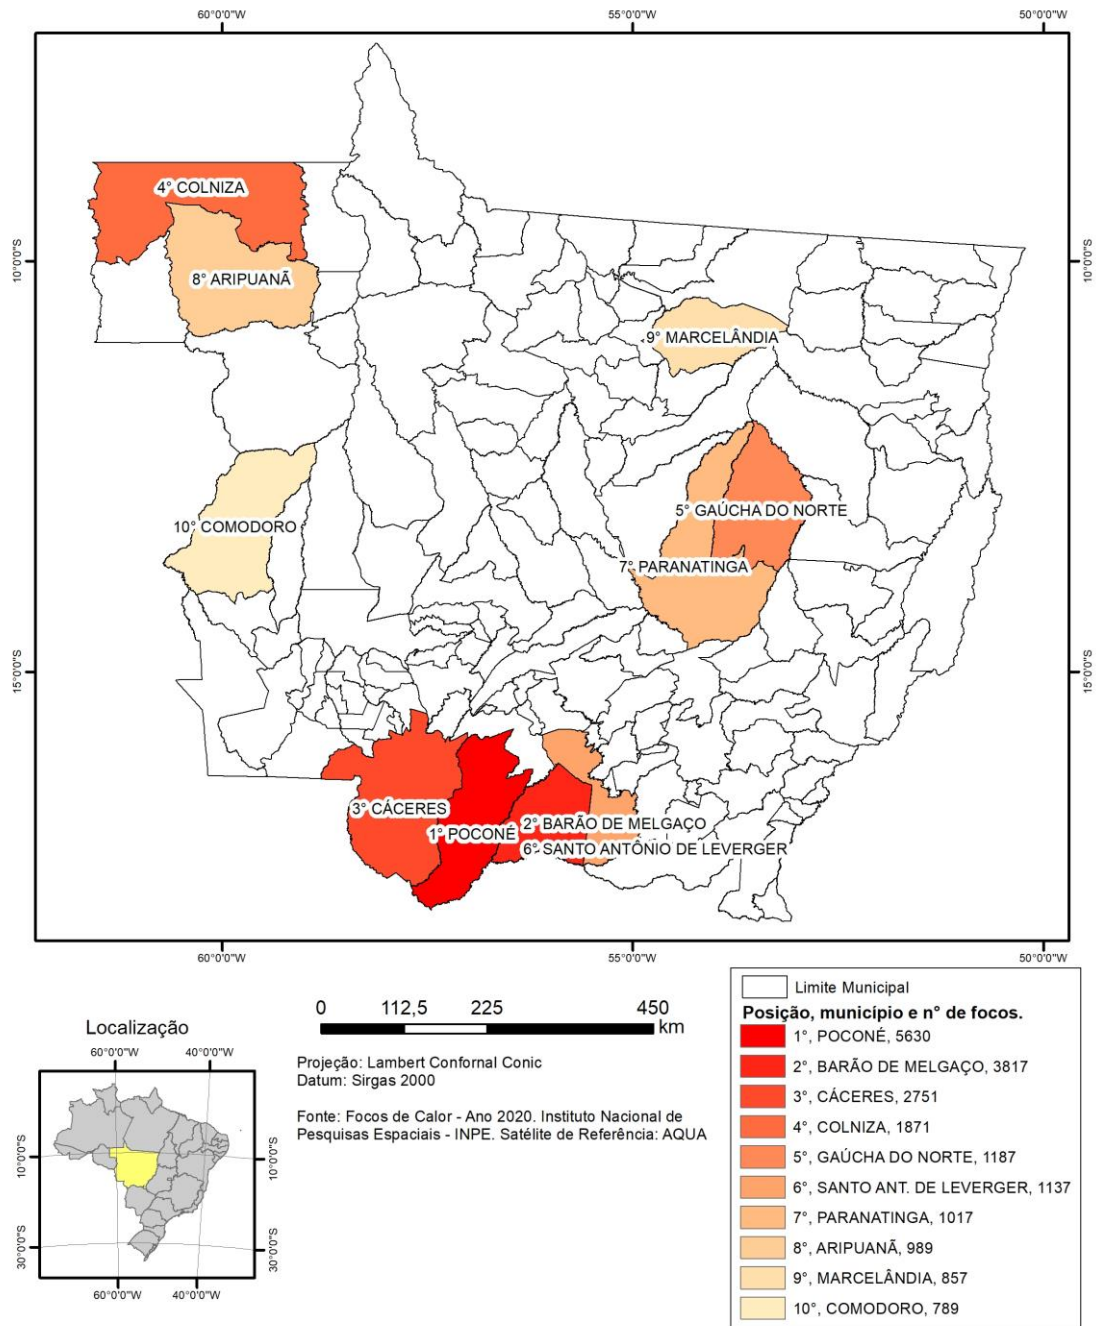 60°0'0"W
55°0'0"W
50°0'0"W
10°0'0"S
10°0'0"S
4° COLNIZA
8° ARIPUANÃ
9° MARCELÂNDIA
5° GAÚCHA DO NORTE
10° COMODORO
7° PARANATINGA
15°0'0"S
15°0'0"S
3° CÁCERES
2° BARÃO DE MELGAÇO
1° POCONÉ
6° SANTO ANTÔNIO DE LEVERGER
60°0'0"W
55°0'0"W
50°0'0"W
Localização
60°0'0"W
40°0'0"W
10°0'0"S
10°0'0"S
30°0'0"S
30°0'0"S
60°0'0"W
40°0'0"W
0
112,5
225
450
km
Projeção: Lambert Confornal Conic
Datum: Sirgas 2000
Fonte: Focos de Calor - Ano 2020. Instituto Nacional de
Pesquisas Espaciais - INPE. Satélite de Referência: AQUA
Limite Municipal
Posição, município e n° de focos.
1°, POCONÉ, 5630
2°, BARÃO DE MELGAÇO, 3817
3°, CÁCERES, 2751
4°, COLNIZA, 1871
5°, GAÚCHA DO NORTE, 1187
6°, SANTO ANT. DE LEVERGER, 1137
7°, PARANATINGA, 1017
8°, ARIPUANÃ, 989
9°, MARCELÂNDIA, 857
10°, COMODORO, 789